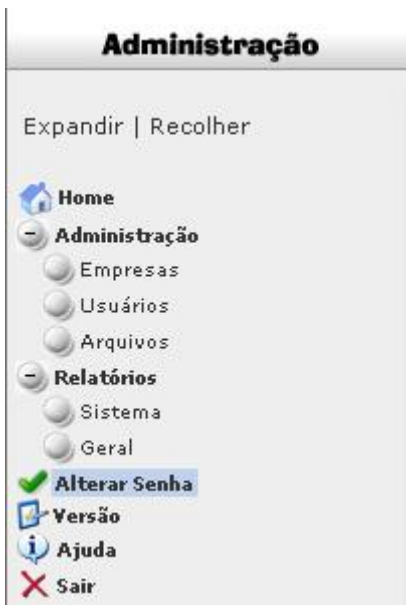 Administração
Expandir | Recolher
Home
Administração
Empresas
Usuários
Arquivos
Relatórios
Sistema
Geral
Alterar Senha
Versão
Ajuda
Sair